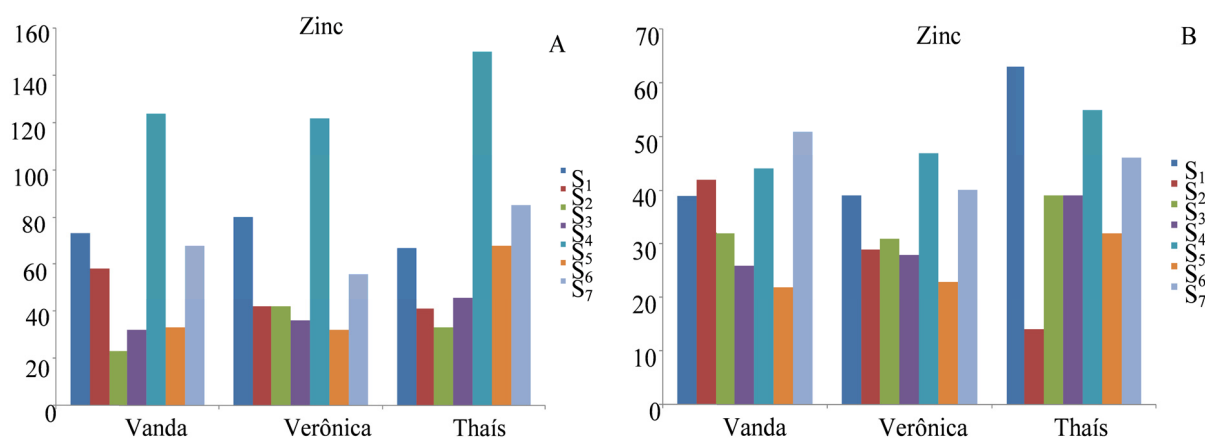 Zinc
A
160
140
120
100
80
60
40
20
0
Vanda Verônica Thaís
S1
S2
S3
S4
S5
S6
S7
Zinc
B
70
60
50
40
30
20
10
0
Vanda Verônica Thaís
S1
S2
S3
S4
S5
S6
S7